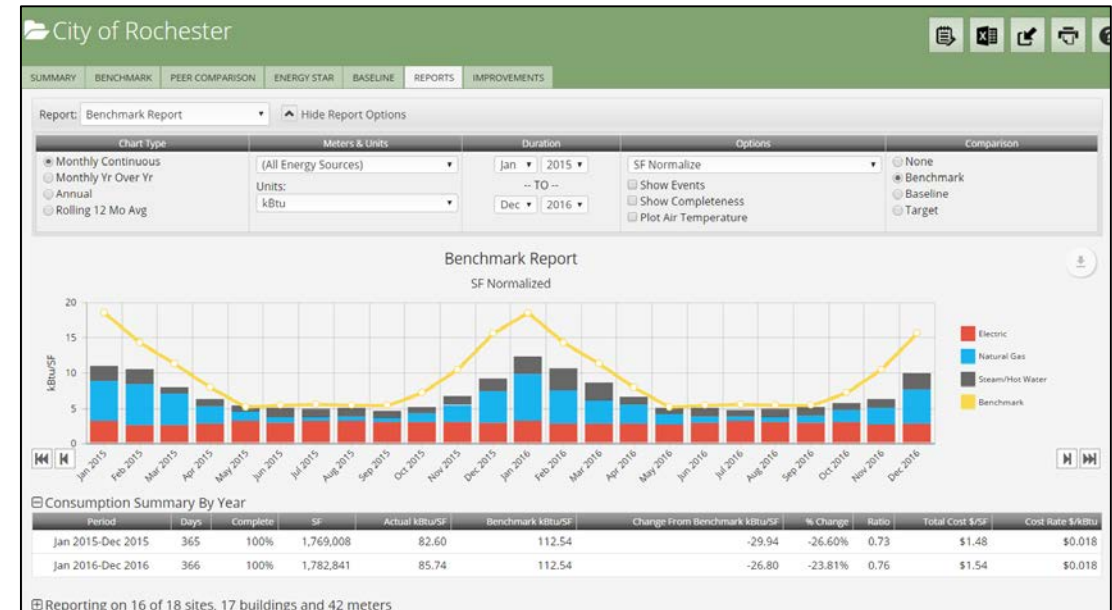 City of Rochester
SUMMARY BENCHMARK PEER COMPARISON ENERGY STAR BASELINE REPORTS IMPROVEMENTS
Report: Benchmark Report Hide Report Options
Chart Type Meters & Units Duration Options Comparison
Monthly Continuous (All Energy Sources) Jan 2015 SF Normalize None
Monthly Yr Over Yr Units: -- TO -- Show Events Benchmark
Annual kBtu Dec 2016 Show Completeness Baseline
Rolling 12 Mo Avg Plot Air Temperature Target
Benchmark Report
SF Normalized
20
15
10
5
0
kBtu/SF
Electric
Natural Gas
Steam/Hot Water
Benchmark
Jan 2015 Feb 2015 Mar 2015 Apr 2015 May 2015 Jun 2015 Jul 2015 Aug 2015 Sep 2015 Oct 2015 Nov 2015 Dec 2015 Jan 2016 Feb 2016 Mar 2016 Apr 2016 May 2016 Jun 2016 Jul 2016 Aug 2016 Sep 2016 Oct 2016 Nov 2016 Dec 2016
Consumption Summary By Year
Period Days Complete SF Actual kBtu/SF Benchmark kBtu/SF Change From Benchmark kBtu/SF % Change Ratio Total Cost $/SF Cost Rate $/kBtu
Jan 2015-Dec 2015 365 100% 1,769,008 82.60 112.54 -29.94 -26.60% 0.73 $1.48 $0.018
Jan 2016-Dec 2016 366 100% 1,782,841 85.74 112.54 -26.80 -23.81% 0.76 $1.54 $0.018
Reporting on 16 of 18 sites, 17 buildings and 42 meters